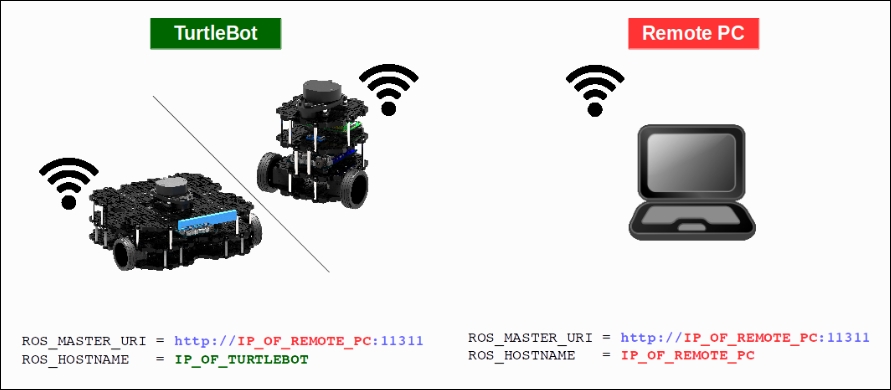 TurtleBot
Remote PC
ROS_MASTER_URI = http://IP_OF_REMOTE_PC:11311
ROS_HOSTNAME   = IP_OF_TURTLEBOT
ROS_MASTER_URI = http://IP_OF_REMOTE_PC:11311
ROS_HOSTNAME   = IP_OF_REMOTE_PC